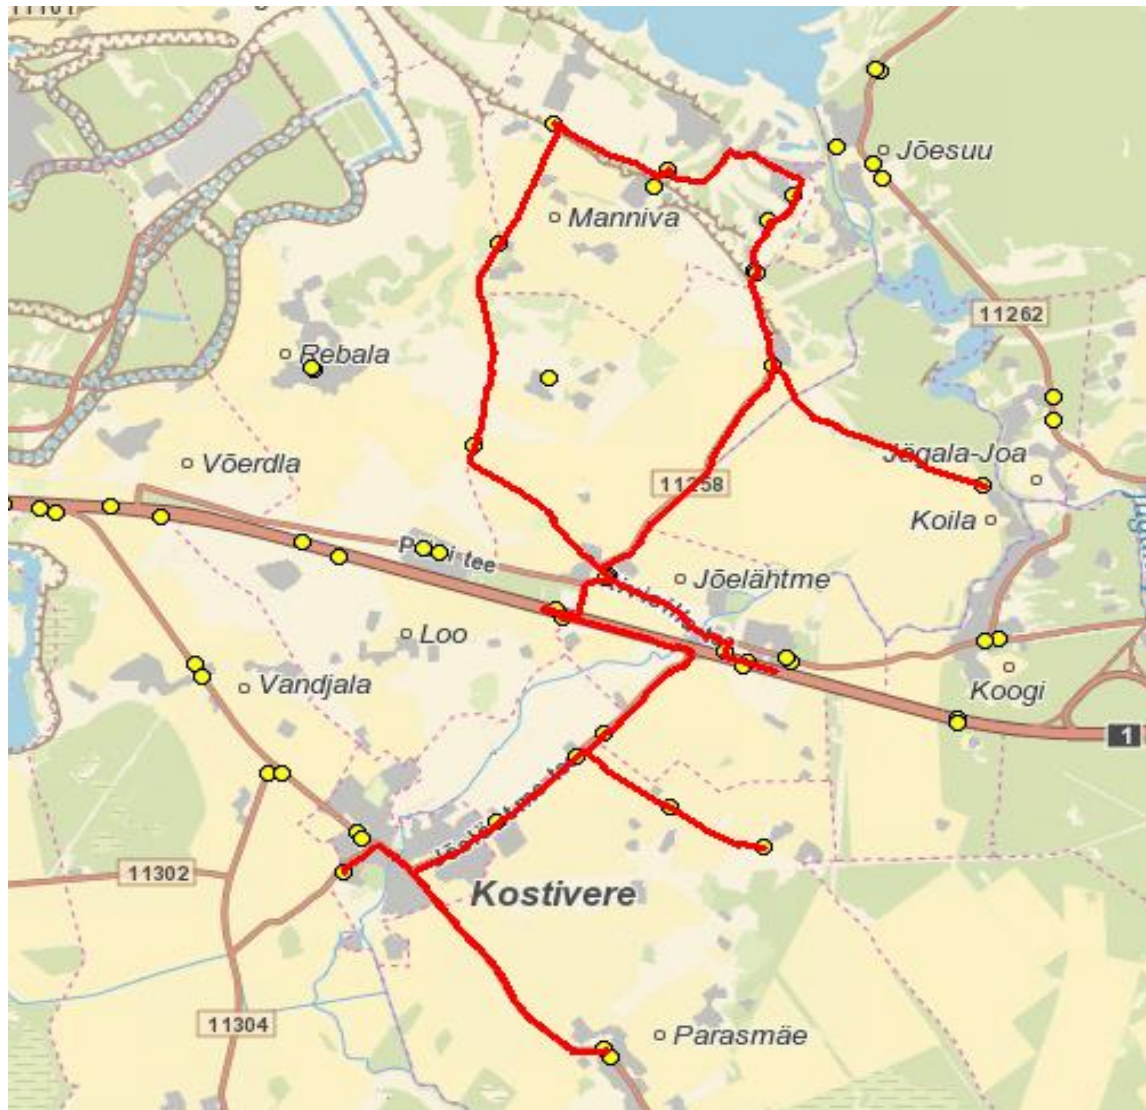 Jõesuu
Manniva
11262
Rebala
Jägala-Joa
Võerdla
11258
Koila
Jõelähtme
Loo
Vandjala
Koogi
1
11302
Kostivere
11304
Parasmäe